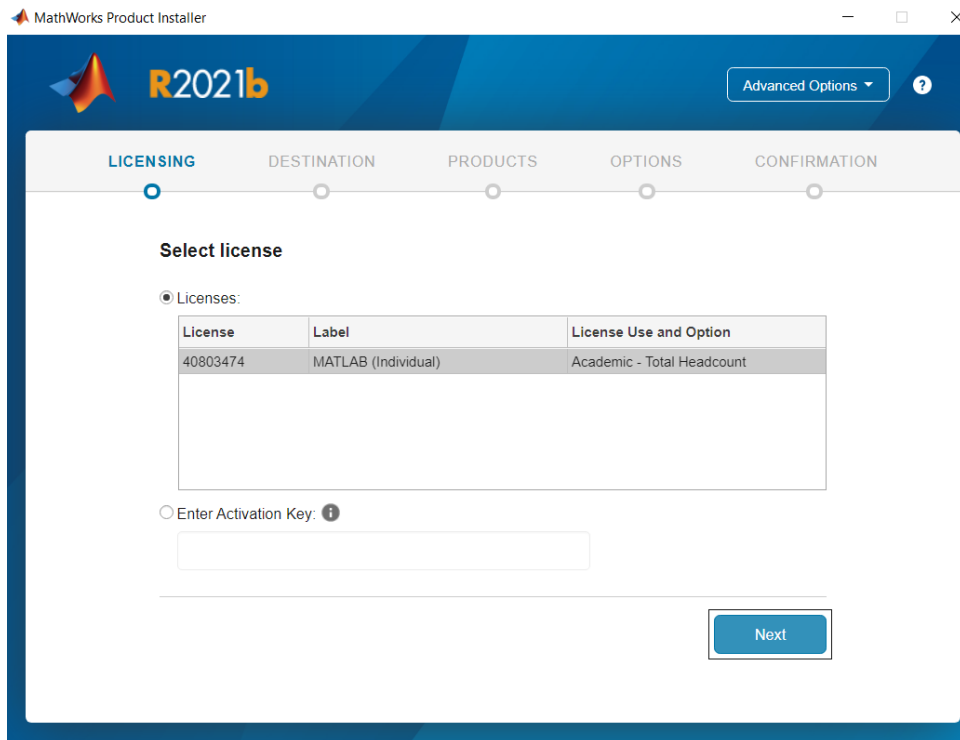 MathWorks Product Installer
R2021b
Advanced Options
?
LICENSING DESTINATION PRODUCTS OPTIONS CONFIRMATION
Select license
Licenses:
License Label License Use and Option
40803474 MATLAB (Individual) Academic - Total Headcount
Enter Activation Key: i
Next